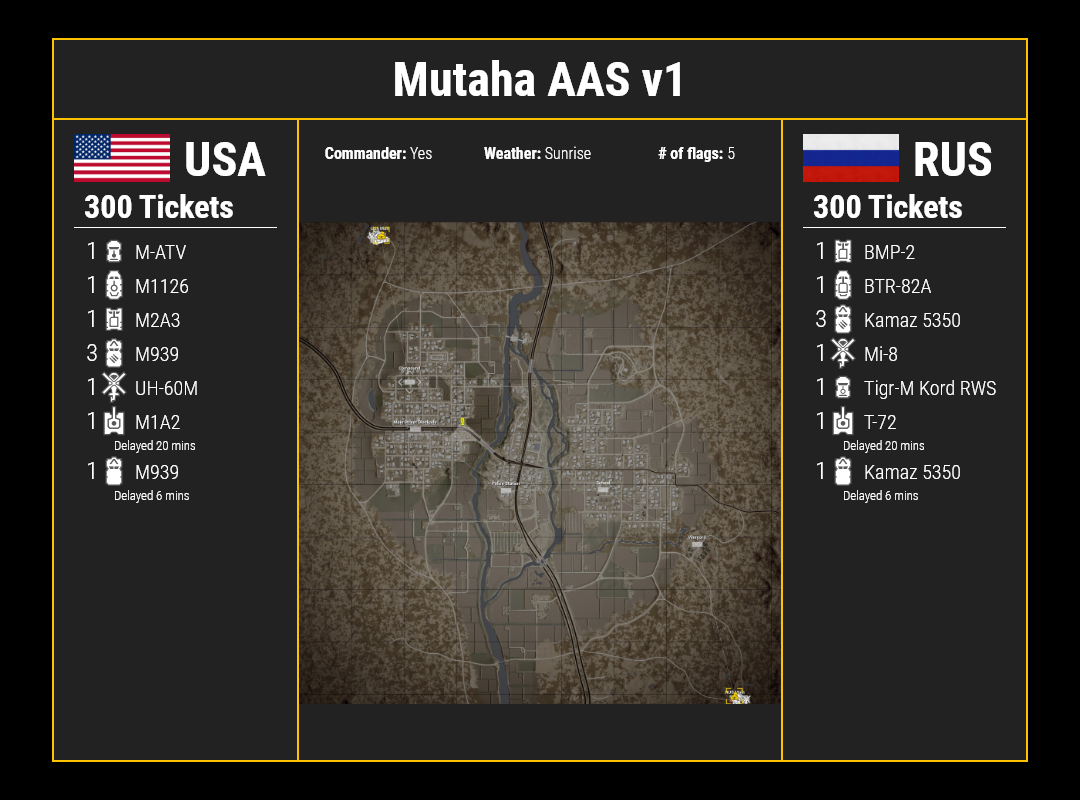 Mutaha AAS v1
USA
300 Tickets
1 M-ATV
1 M1126
1 M2A3
3 M939
1 UH-60M
1 M1A2
Delayed 20 mins
1 M939
Delayed 6 mins
Commander: Yes
Weather: Sunrise
# of flags: 5
Police Station
School
RUS
300 Tickets
1 BMP-2
1 BTR-82A
3 Kamaz 5350
1 Mi-8
1 Tigr-M Kord RWS
1 T-72
Delayed 20 mins
1 Kamaz 5350
Delayed 6 mins